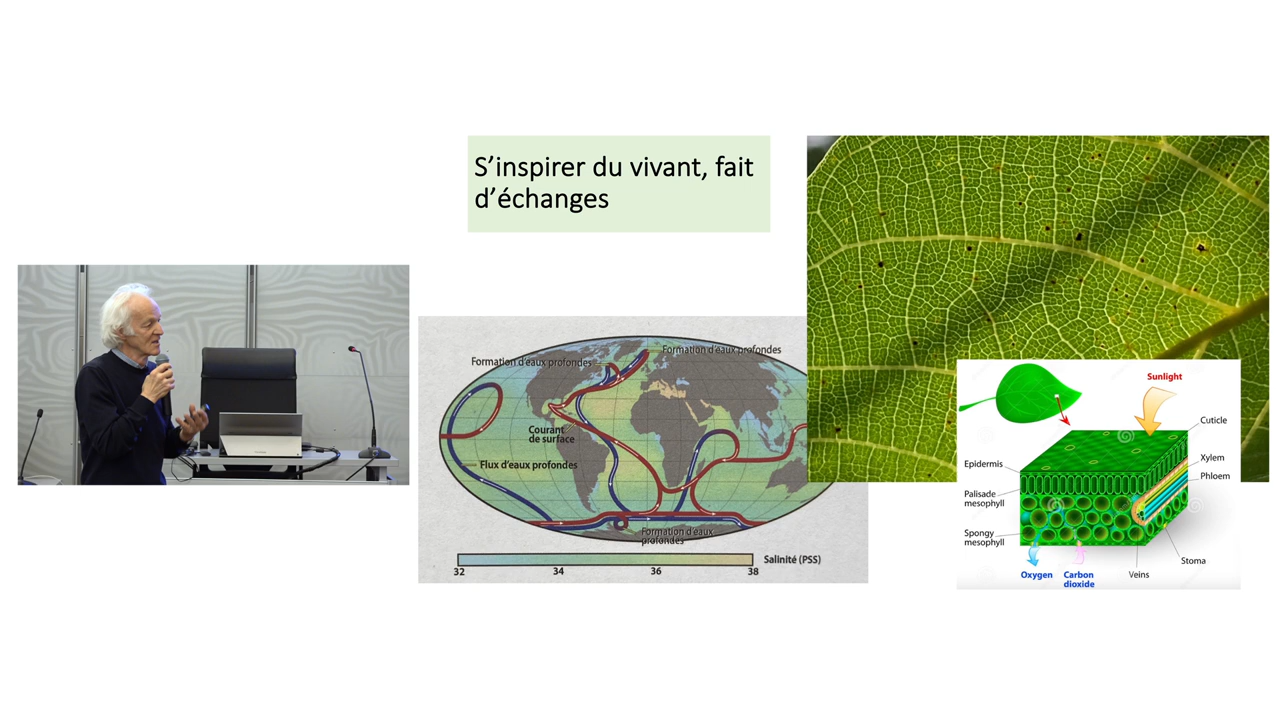 S’inspirer du vivant, fait
d’échanges
Formation d'eaux profondes
Formation d'eaux profondes
Courant
de surface
Flux d'eaux profondes
Formation d'eaux
profondes
Salinité (PSS)
32 34 36 38
Sunlight
Cuticle
Xylem
Phloem
Epidermis
Palisade
mesophyll
Spongy
mesophyll
Stoma
Veins
Oxygen
Carbon
dioxide